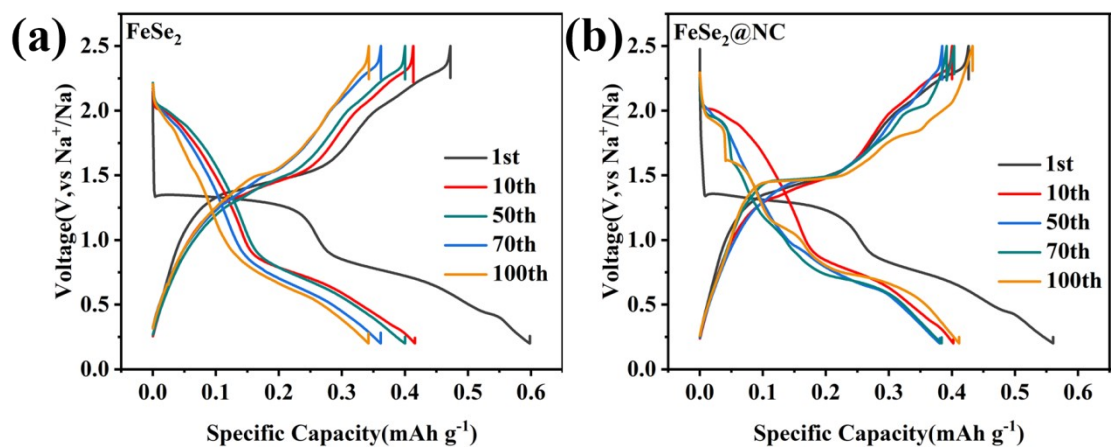 (a)
FeSe₂
2.5
2.0
1.5
1.0
0.5
0.0
Voltage(V,vs Na⁺/Na)
1st
10th
50th
70th
100th
0.0 0.1 0.2 0.3 0.4 0.5 0.6
Specific Capacity(mAh g⁻¹)
(b)
FeSe₂@NC
2.5
2.0
1.5
1.0
0.5
0.0
Voltage(V,vs Na⁺/Na)
1st
10th
50th
70th
100th
0.0 0.1 0.2 0.3 0.4 0.5 0.6
Specific Capacity(mAh g⁻¹)